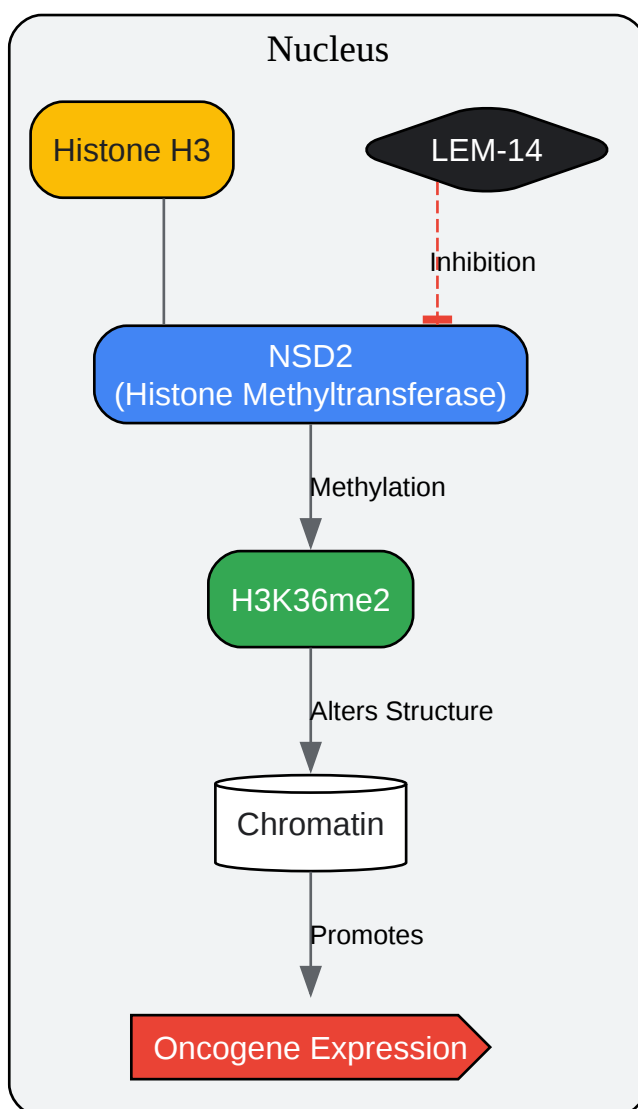 Nucleus
Histone H3
LEM-14
Inhibition
NSD2
(Histone Methyltransferase)
Methylation
H3K36me2
Alters Structure
Chromatin
Promotes
Oncogene Expression